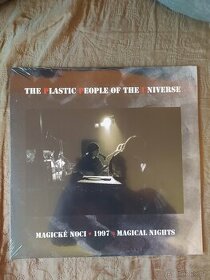 THE PLASTIC PEOPLE OF THE UNIVERSE
MAGICKÉ NOCI • 1997 • MAGICAL NIGHTS